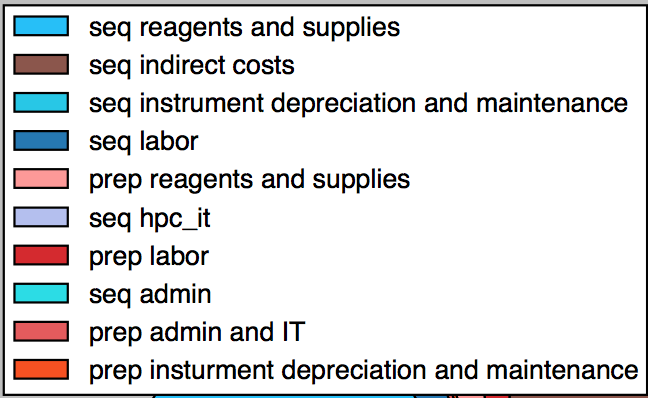 seq reagents and supplies
seq indirect costs
seq instrument depreciation and maintenance
seq labor
prep reagents and supplies
seq hpc_it
prep labor
seq admin
prep admin and IT
prep insturment depreciation and maintenance